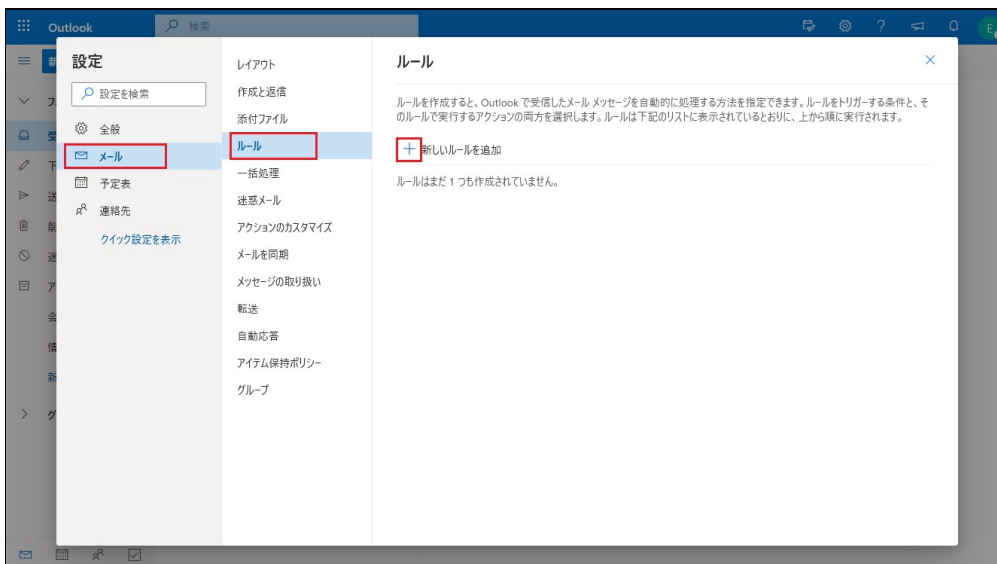 Outlook
検索
設定
設定を検索
全般
メール
予定表
連絡先
クイック設定を表示
レイアウト
作成と返信
添付ファイル
ルール
一括処理
迷惑メール
アクションのカスタマイズ
メールを同期
メッセージの取り扱い
転送
自動応答
アイテム保持ポリシー
グループ
ルール
ルールを作成すると、Outlook で受信したメール メッセージを自動的に処理する方法を指定できます。ルールをトリガーする条件と、そ
のルールで実行するアクションの両方を選択します。ルールは下記のリストに表示されているとおりに、上から順に実行されます。
新しいルールを追加
ルールはまだ 1 つも作成されていません。
新
受
下
送
削
迷
ア
会
情
新
グ
E